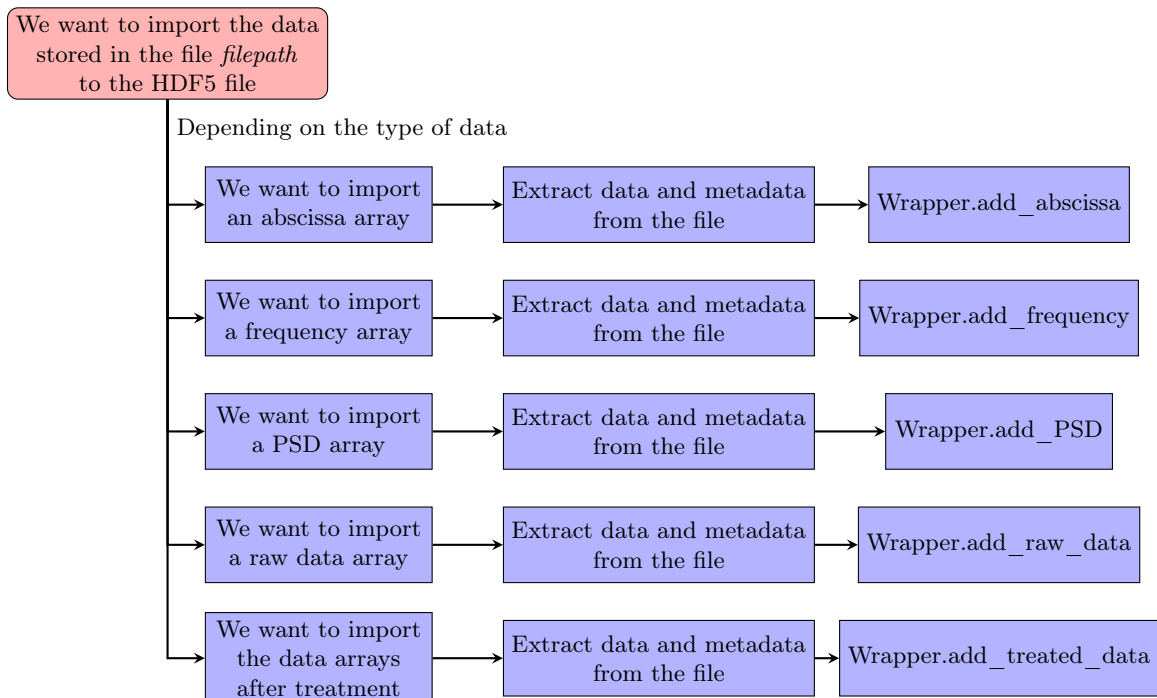 We want to import the data
stored in the file filepath
to the HDF5 file
Depending on the type of data
We want to import
an abscissa array
Extract data and metadata
from the file
Wrapper.add_abscissa
We want to import
a frequency array
Extract data and metadata
from the file
Wrapper.add_frequency
We want to import
a PSD array
Extract data and metadata
from the file
Wrapper.add_PSD
We want to import
a raw data array
Extract data and metadata
from the file
Wrapper.add_raw_data
We want to import
the data arrays
after treatment
Extract data and metadata
from the file
Wrapper.add_treated_data